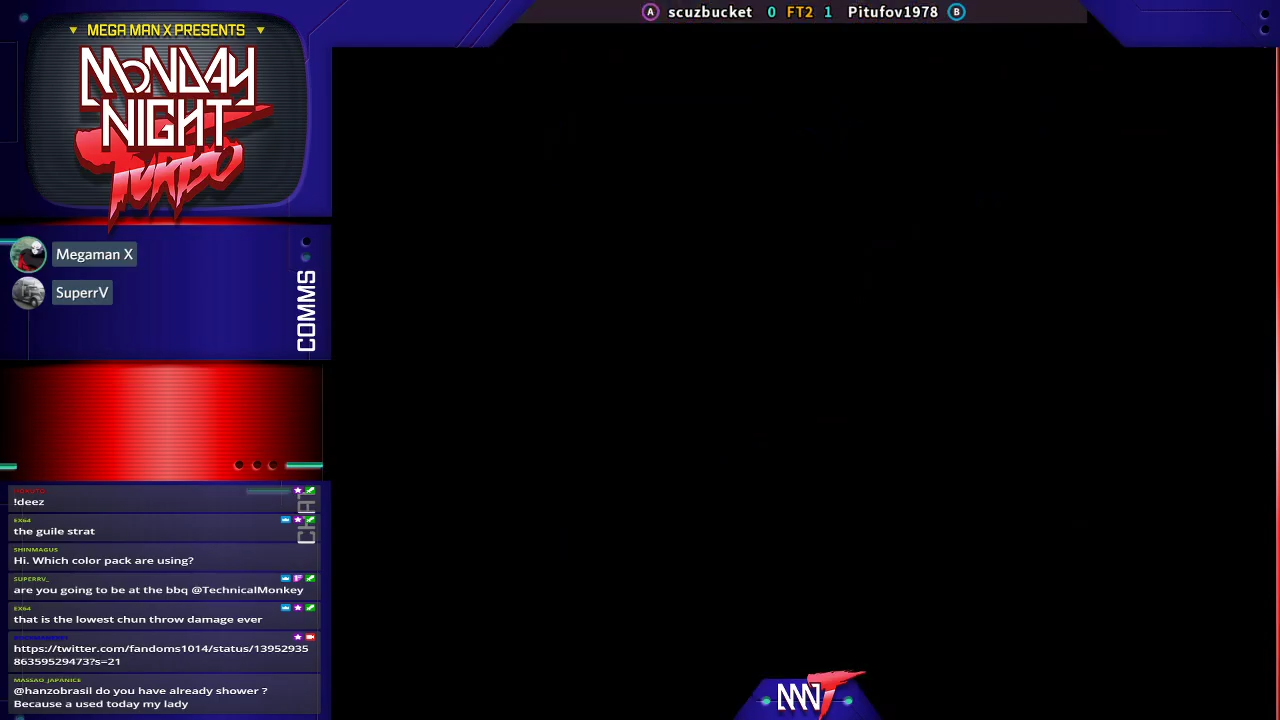 scuzbucket 0 FT2 1 Pitufov1978
A
B
MEGA MAN X PRESENTS
MONDAY
NIGHT
TURBO
Megaman X
SuperrV
COMMS
!deez
EX64
the guile strat
SHINMAGUS
Hi. Which color pack are using?
SUPERRV_
are you going to be at the bbq @TechnicalMonkey
EX64
that is the lowest chun throw damage ever
https://twitter.com/fandoms1014/status/13952935
86359529473?s=21
MASSAO_JAPANICE
@hanzobrasil do you have already shower ?
Because a used today my lady
MNT